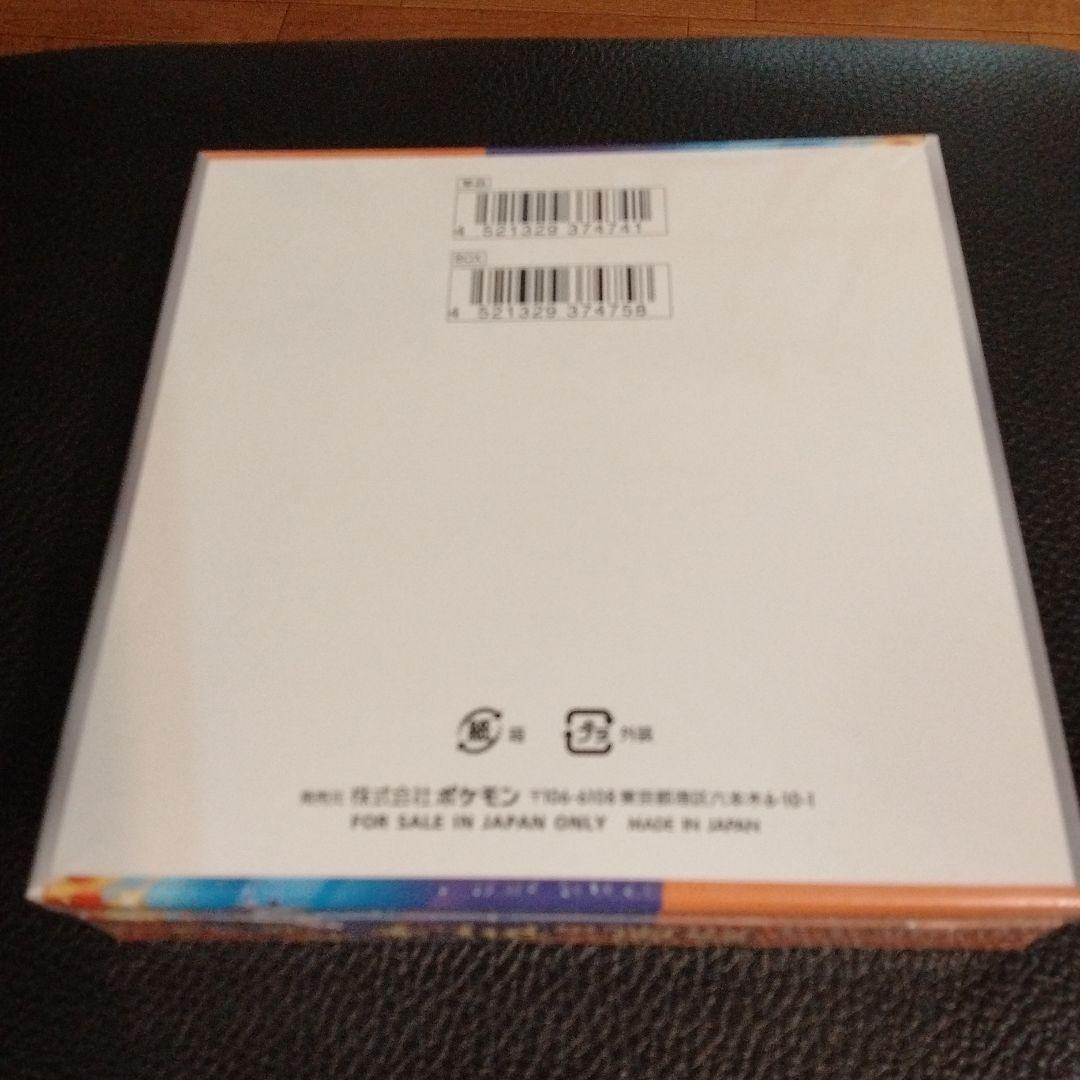 単品
4 521329 374741
BOX
4 521329 374758
紙 箱 プラ 外装
発売元 株式会社ポケモン 〒106-6108 東京都港区六本木6-10-1
FOR SALE IN JAPAN ONLY MADE IN JAPAN